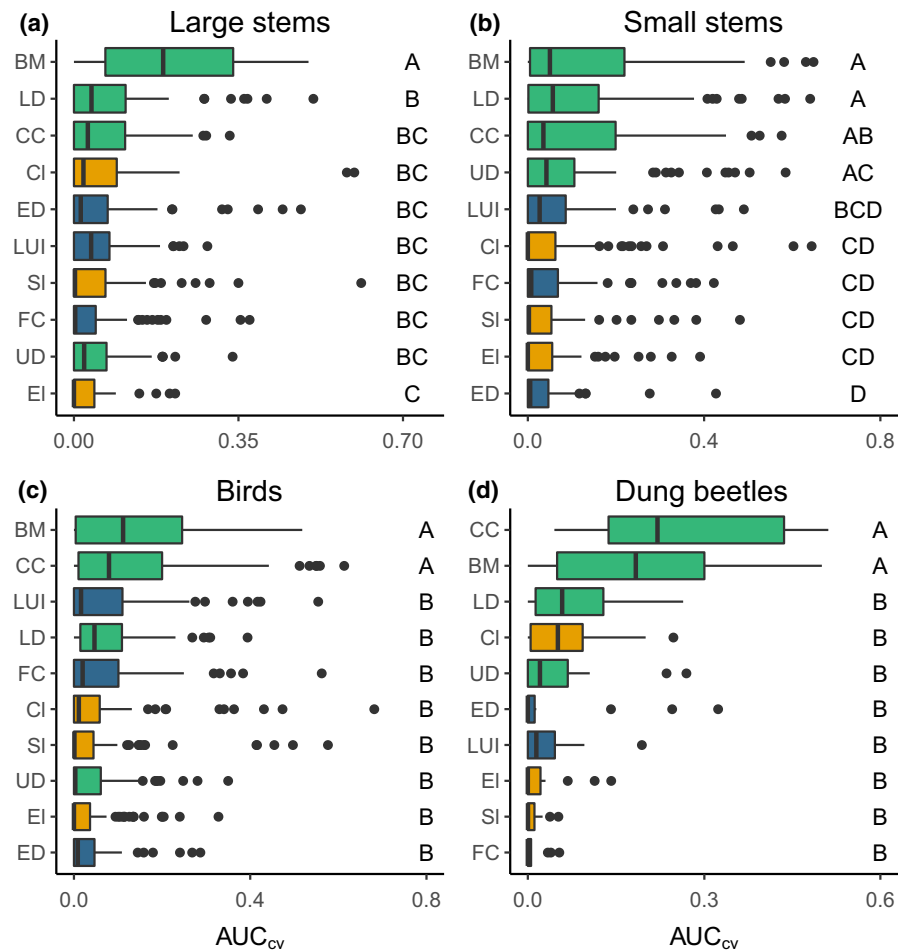 (a) Large stems
BM A
LD B
CC BC
CI BC
ED BC
LUI BC
SI BC
FC BC
UD BC
EI C
0.00 0.35 0.70
(b) Small stems
BM A
LD A
CC AB
UD AC
LUI BCD
CI CD
FC CD
SI CD
EI CD
ED D
0.0 0.4 0.8
(c) Birds
BM A
CC A
LUI B
LD B
FC B
CI B
SI B
UD B
EI B
ED B
0.0 0.4 0.8
AUCcv
(d) Dung beetles
CC A
BM A
LD B
CI B
UD B
ED B
LUI B
EI B
SI B
FC B
0.0 0.3 0.6
AUCcv